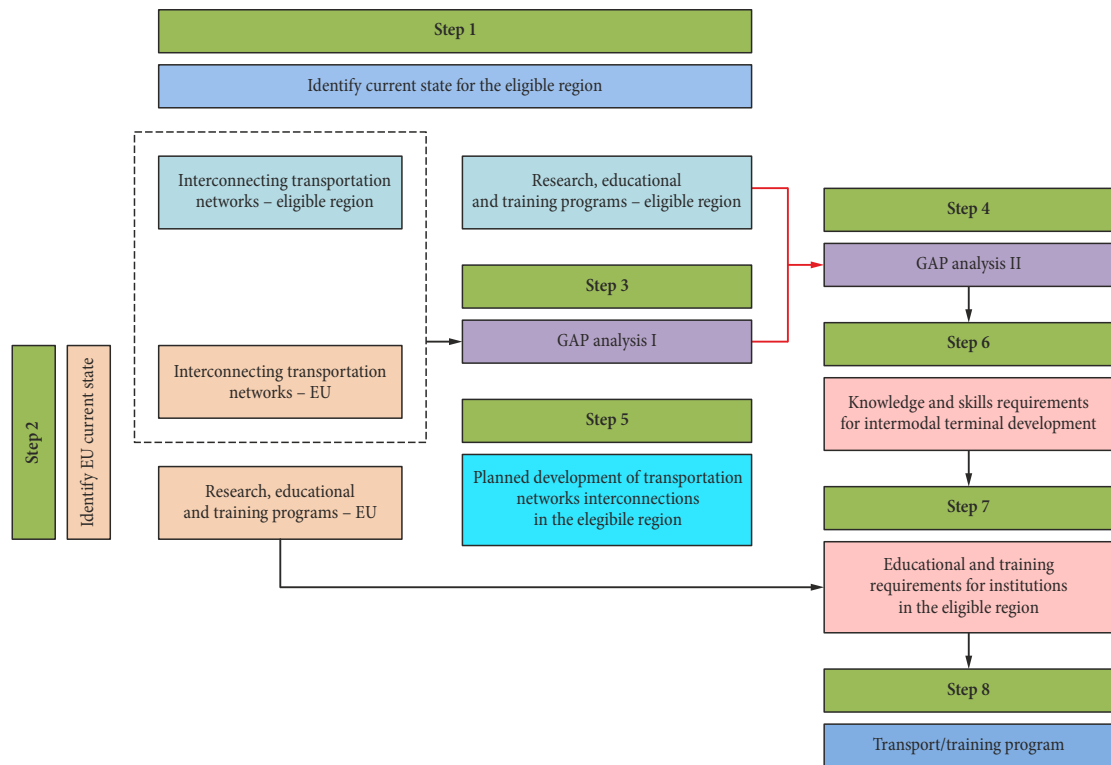 Step 1
Identify current state for the eligible region
Interconnecting transportation
networks – eligible region
Research, educational
and training programs – eligible region
Step 4
GAP analysis II
Step 3
GAP analysis I
Step 6
Step 2
Identify EU current state
Interconnecting transportation
networks – EU
Knowledge and skills requirements
for intermodal terminal development
Step 5
Planned development of transportation
networks interconnections
in the elegibile region
Research, educational
and training programs – EU
Step 7
Educational and training
requirements for institutions
in the eligible region
Step 8
Transport/training program